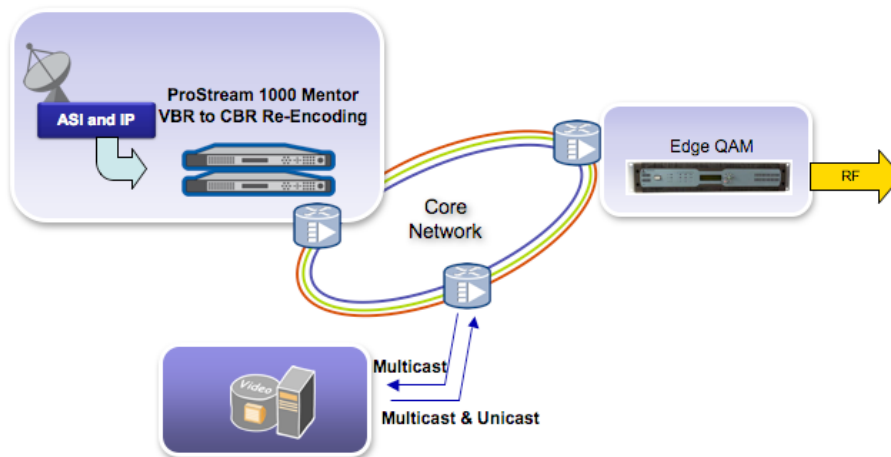 ProStream 1000 Mentor
VBR to CBR Re-Encoding
ASI and IP
Edge QAM
RF
Core
Network
Multicast
Video
Multicast & Unicast